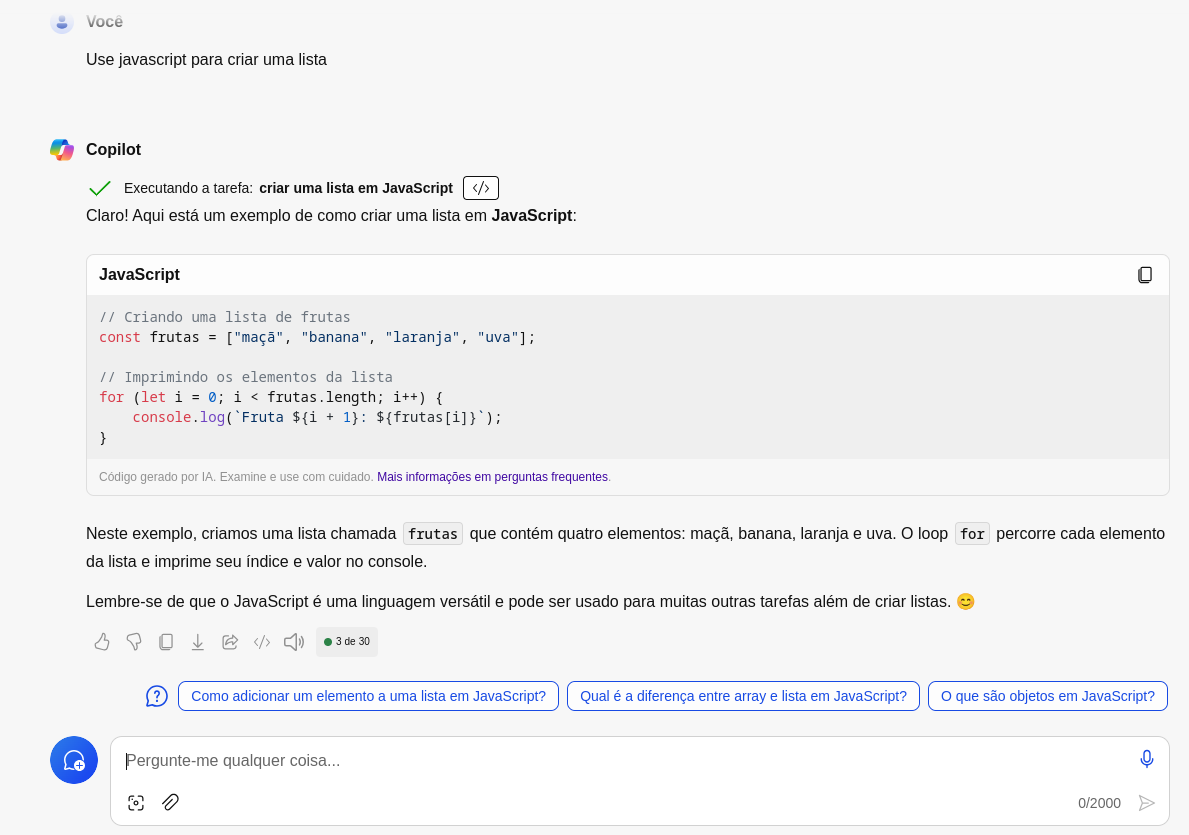 Você
Use javascript para criar uma lista
Copilot
Executando a tarefa: criar uma lista em JavaScript </>
Claro! Aqui está um exemplo de como criar uma lista em JavaScript:
JavaScript
// Criando uma lista de frutas
const frutas = ["maçã", "banana", "laranja", "uva"];
// Imprimindo os elementos da lista
for (let i = 0; i < frutas.length; i++) {
    console.log(`Fruta ${i + 1}: ${frutas[i]}`);
}
Código gerado por IA. Examine e use com cuidado. Mais informações em perguntas frequentes.
Neste exemplo, criamos uma lista chamada frutas que contém quatro elementos: maçã, banana, laranja e uva. O loop for percorre cada elemento
da lista e imprime seu índice e valor no console.
Lembre-se de que o JavaScript é uma linguagem versátil e pode ser usado para muitas outras tarefas além de criar listas. 😊
3 de 30
Como adicionar um elemento a uma lista em JavaScript? Qual é a diferença entre array e lista em JavaScript? O que são objetos em JavaScript?
Pergunte-me qualquer coisa...
0/2000